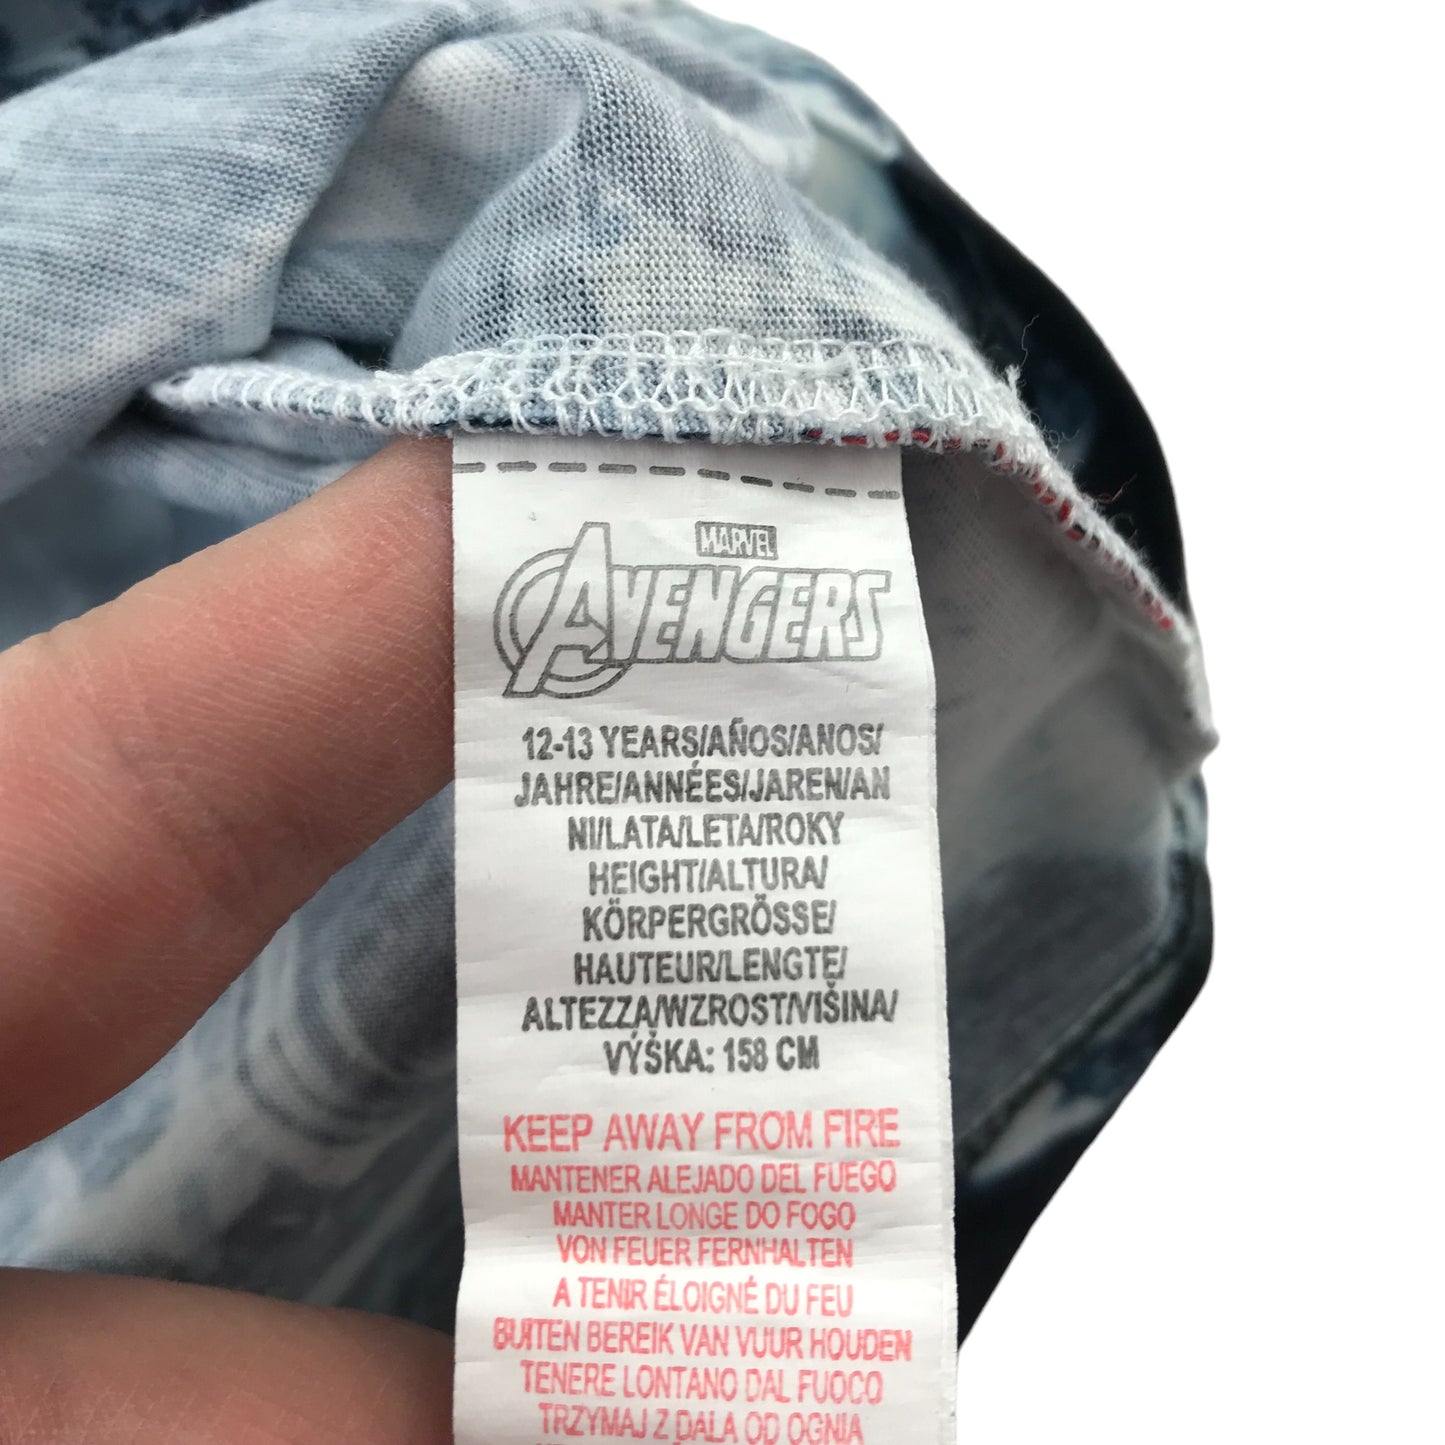 MARVEL
AVENGERS
12-13 YEARS/AÑOS/ANOS/
JAHRE/ANNÉES/JAREN/AN
NI/LATA/LETA/ROKY
HEIGHT/ALTURA/
KÖRPERGRÖSSE/
HAUTEUR/LENGTE/
ALTEZZA/WZROST/VIŠINA/
VÝŠKA: 158 CM
KEEP AWAY FROM FIRE
MANTENER ALEJADO DEL FUEGO
MANTER LONGE DO FOGO
VON FEUER FERNHALTEN
A TENIR ÉLOIGNÉ DU FEU
BUITEN BEREIK VAN VUUR HOUDEN
TENERE LONTANO DAL FUOCO
TRZYMAJ Z DALA OD OGNIA